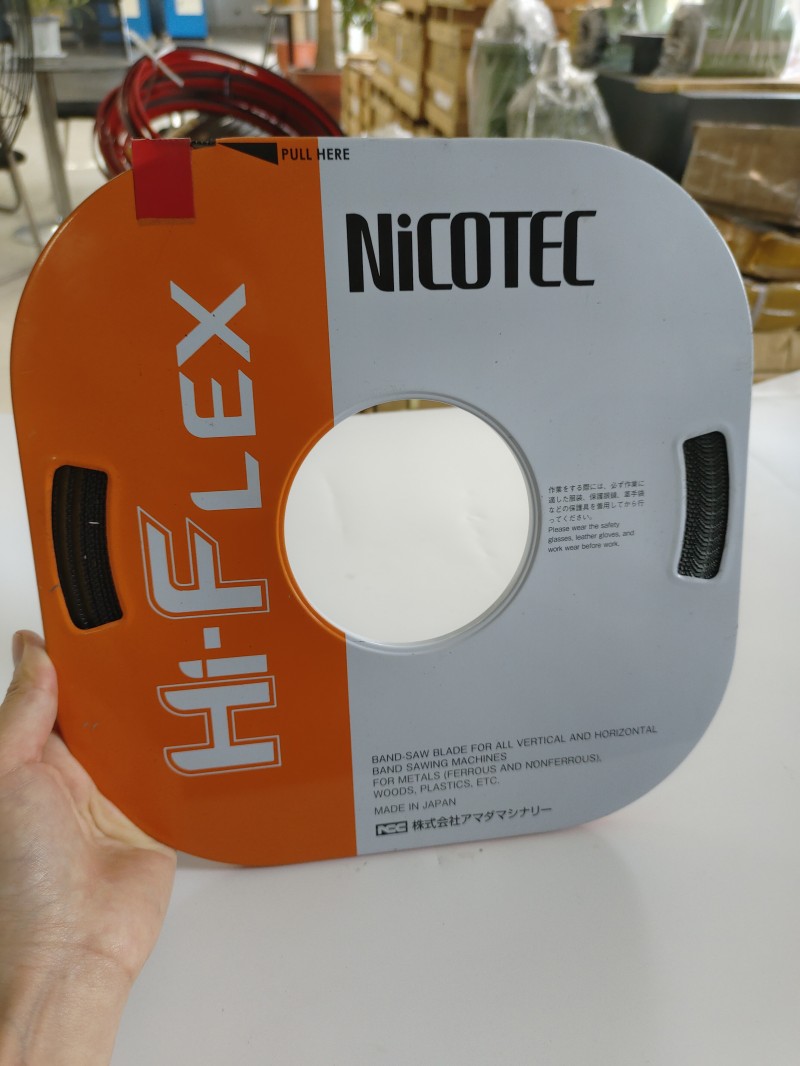 PULL HERE
NiCOTEC
Hi-FLEX
作業をする際には、必ず作業に
適した服装、保護眼鏡、革手袋
などの保護具を着用してから行
ってください。
Please wear the safety
glasses, leather gloves, and
work wear before work.
BAND-SAW BLADE FOR ALL VERTICAL AND HORIZONTAL
BAND SAWING MACHINES
FOR METALS (FERROUS AND NONFERROUS),
WOODS, PLASTICS, ETC.
MADE IN JAPAN
NCC 株式会社アマダマシナリー